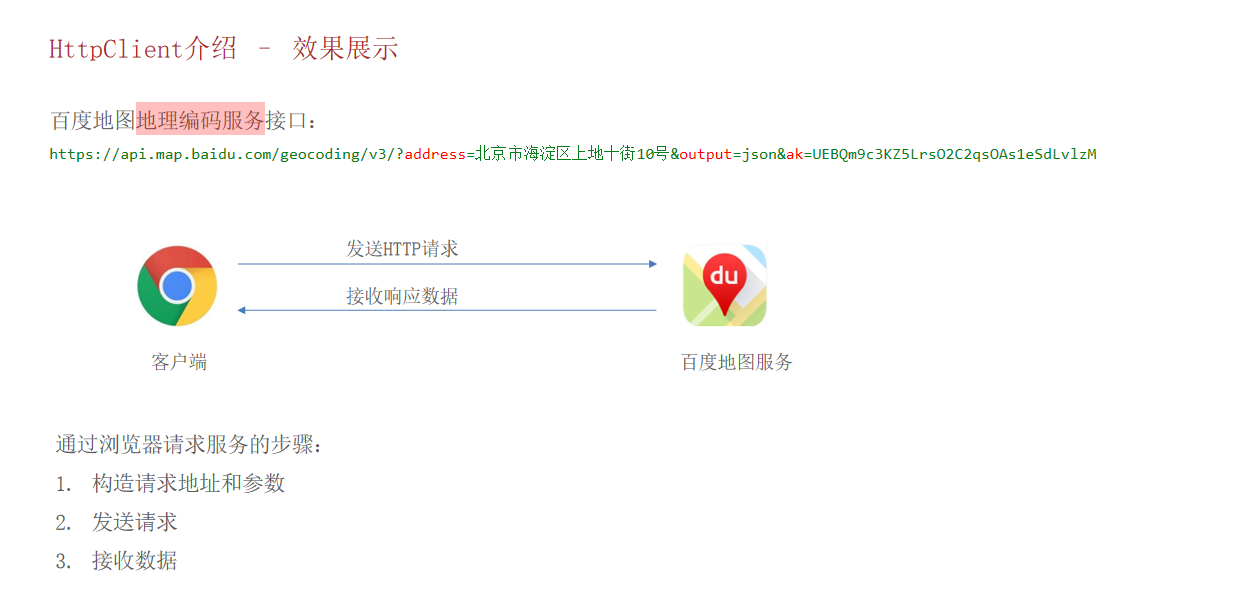 HttpClient介绍 – 效果展示
百度地图地理编码服务接口：
https://api.map.baidu.com/geocoding/v3/?address=北京市海淀区上地十街10号&output=json&ak=UEBQm9c3KZ5LrsO2C2qsOAs1eSdLvlzM
发送HTTP请求
du
接收响应数据
客户端
百度地图服务
通过浏览器请求服务的步骤：
1. 构造请求地址和参数
2. 发送请求
3. 接收数据